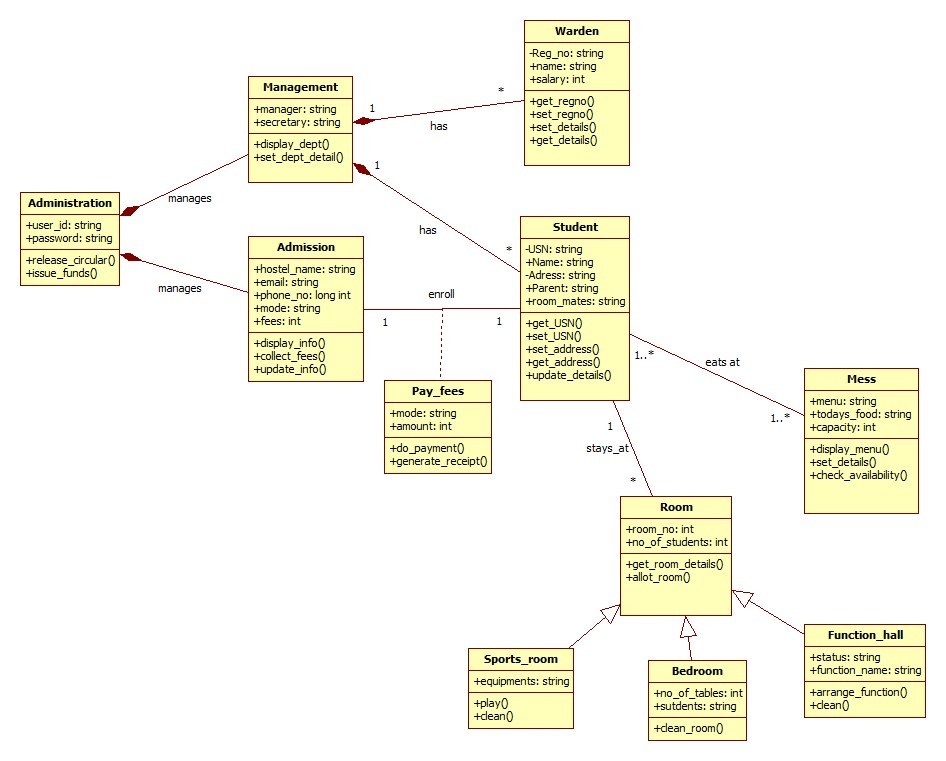 Warden
-Reg_no: string
+name: string
+salary: int
+get_regno()
+set_regno()
+set_details()
+get_details()
Management
+manager: string
+secretary: string
+display_dept()
+set_dept_detail()
1
*
has
1
has
*
Administration
+user_id: string
+password: string
+release_circular()
+issue_funds()
manages
manages
Admission
+hostel_name: string
+email: string
+phone_no: long int
+mode: string
+fees: int
+display_info()
+collect_fees()
+update_info()
enroll
1
1
Student
-USN: string
+Name: string
-Adress: string
+Parent: string
+room_mates: string
+get_USN()
+set_USN()
+set_address()
+get_address()
+update_details()
1..*
eats at
1..*
Pay_fees
+mode: string
+amount: int
+do_payment()
+generate_receipt()
Mess
+menu: string
+todays_food: string
+capacity: int
+display_menu()
+set_details()
+check_availability()
1
stays_at
*
Room
+room_no: int
+no_of_students: int
+get_room_details()
+allot_room()
Sports_room
+equipments: string
+play()
+clean()
Bedroom
+no_of_tables: int
+sutdents: string
+clean_room()
Function_hall
+status: string
+function_name: string
+arrange_function()
+clean()